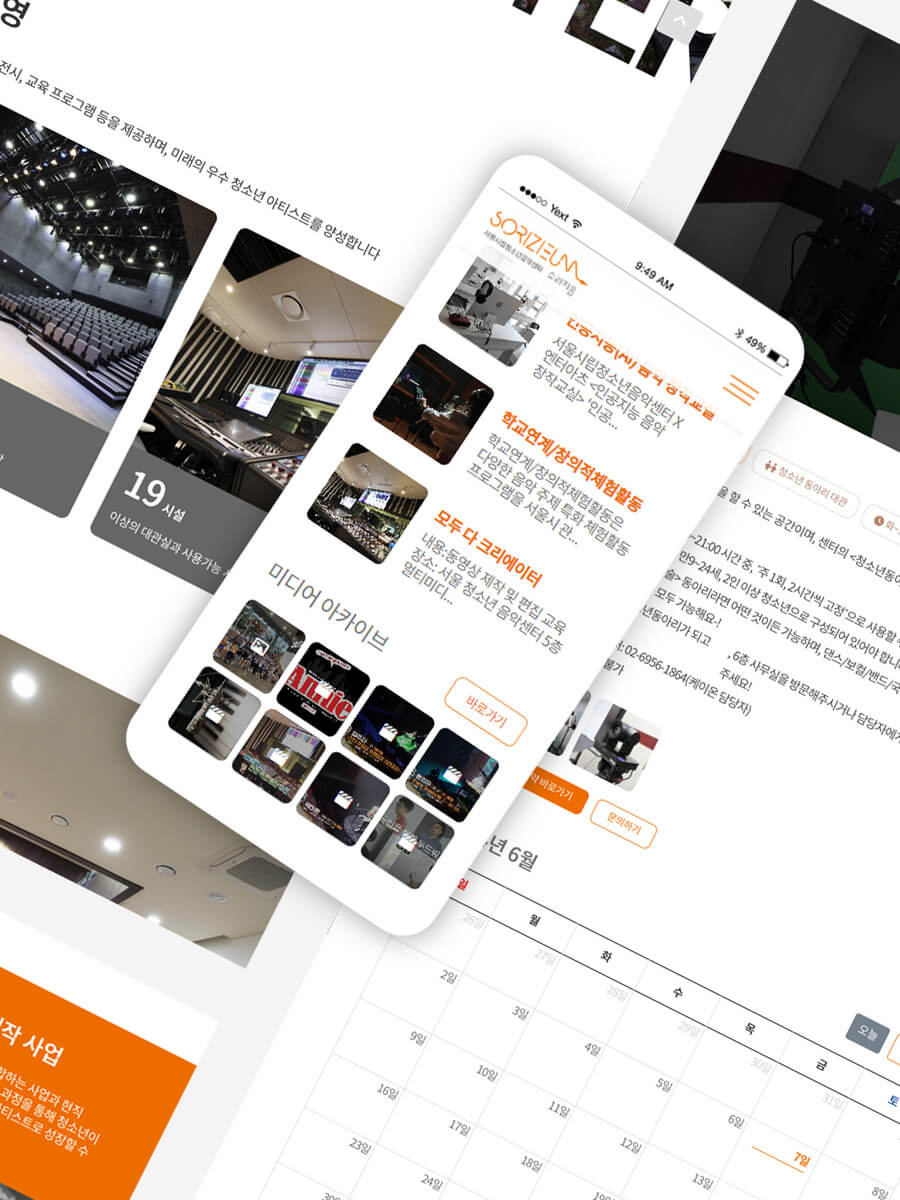 영
전시, 교육 프로그램 등을 제공하며, 미래의 우수 청소년 아티스트를 양성합니다
19 시설
이상의 대관실과 사용가능
작 사업
합하는 사업과 현직
과정을 통해 청소년이
아티스트로 성장할 수
Yext
9:49 AM
49%
SORIZIEUM
서울시립청소년음악센터
소리지음
서울시립청소년음악센터 X
엔터아츠 <인공지능 음악
창작교실> '인공...
학교연계/창의적체험활동
학교연계/창의적체험활동은
다양한 음악 주제 특화 체험활동
프로그램을 서울시 관...
모두 다 크리에이터
내용:동영상 제작 및 편집 교육
장소: 서울 청소년 음악센터 5층
멀티미디...
미디어 아카이브
바로가기
Annie
청소년 동아리 대관
화~
을 할 수 있는 공간이며, 센터의 <청소년동아
~21:00 시간 중, '주 1회, 2시간씩 고정'으로 사용할 수
만9~24세, 2인 이상 청소년으로 구성되어 있어야 합니
술> 동아리라면 어떤 것이든 가능하며, 댄스/보컬/밴드/국
모두 가능해요~!
년동아리가 되고
, 6층 사무실을 방문해주시거나 담당자에게
주세요!
02-6956-1864(케이온 담당자)
불가
약 바로가기
문의하기
6월
오늘
일 월 화 수 목 금 토
26일 27일 28일 29일 30일 31일
2일 3일 4일 5일 6일 7일 8일
9일 10일 11일 12일 13일
16일 17일 18일 19일
23일 24일
30일